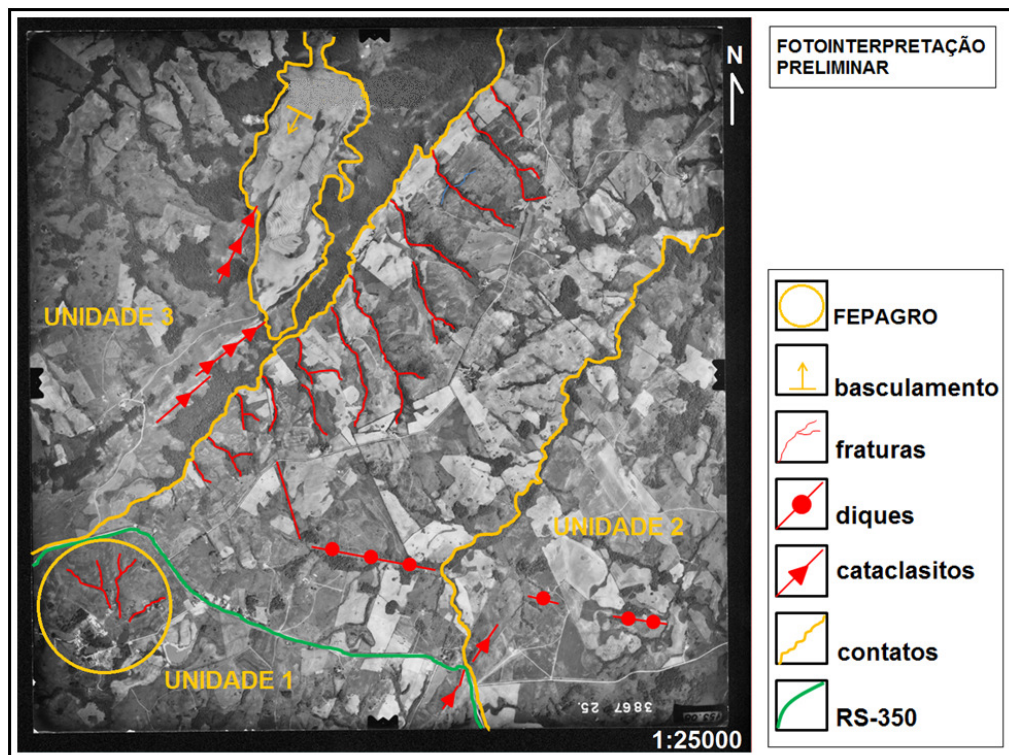 FOTOINTERPRETAÇÃO
PRELIMINAR
N
UNIDADE 3
UNIDADE 2
UNIDADE 1
3867 25.
1:25000
FEPAGRO
basculamento
fraturas
diques
cataclasitos
contatos
RS-350